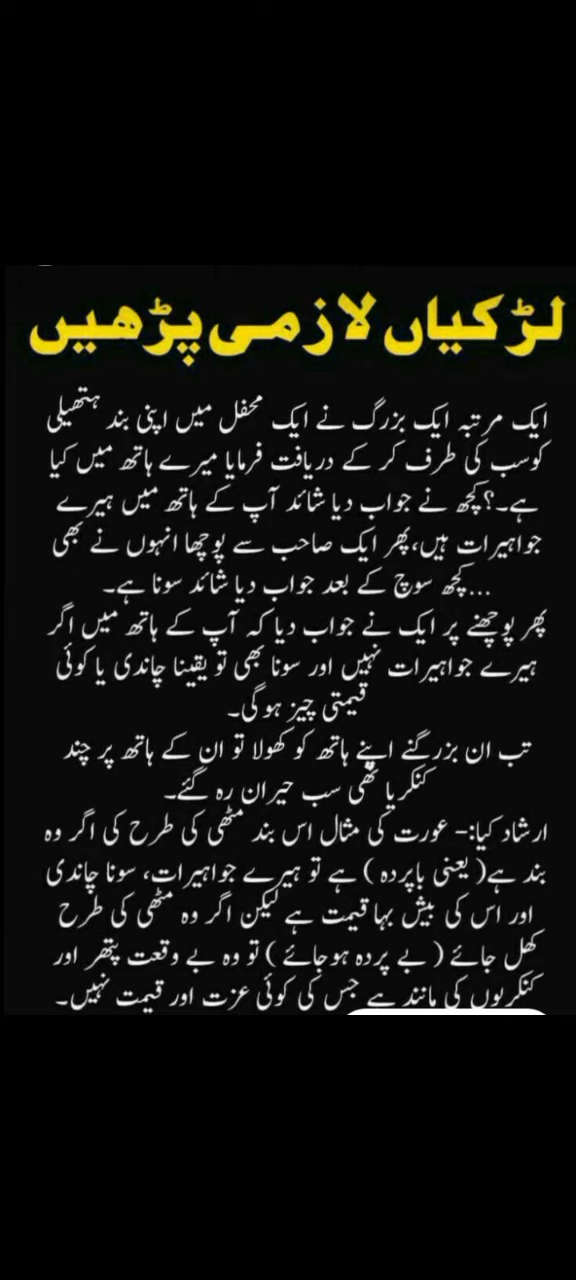 لڑکیاں لازمی پڑھیں
ایک مرتبہ ایک بزرگ نے ایک محفل میں اپنی بند ہتھیلی
کوسب کی طرف کر کے دریافت فرمایا میرے ہاتھ میں کیا
ہے۔؟ کچھ نے جواب دیا شائد آپ کے ہاتھ میں ہیرے
جواہیرات ہیں، پھر ایک صاحب سے پوچھا انہوں نے بھی
...کچھ سوچ کے بعد جواب دیا شائد سونا ہے۔
پھر پوچھنے پر ایک نے جواب دیا کہ آپ کے ہاتھ میں اگر
ہیرے جواہیرات نہیں اور سونا بھی تو یقینا چاندی یا کوئی
قیمتی چیز ہوگی۔
تب ان بزرگنے اپنے ہاتھ کو کھولا تو ان کے ہاتھ پر چند
کنکریا تھی سب حیران رہ گئے۔
ارشاد کیا:- عورت کی مثال اس بند مٹھی کی طرح کی اگر وہ
بند ہے( یعنی باپردہ ) ہے تو ہیرے جواہیرات، سونا چاندی
اور اس کی بیش بہا قیمت ہے لیکن اگر وہ مٹھی کی طرح
کھل جائے ( بے پردہ ہوجائے ) تو وہ بے وقعت پتھر اور
کنکریوں کی مانند ہے جس کی کوئی عزت اور قیمت نہیں۔